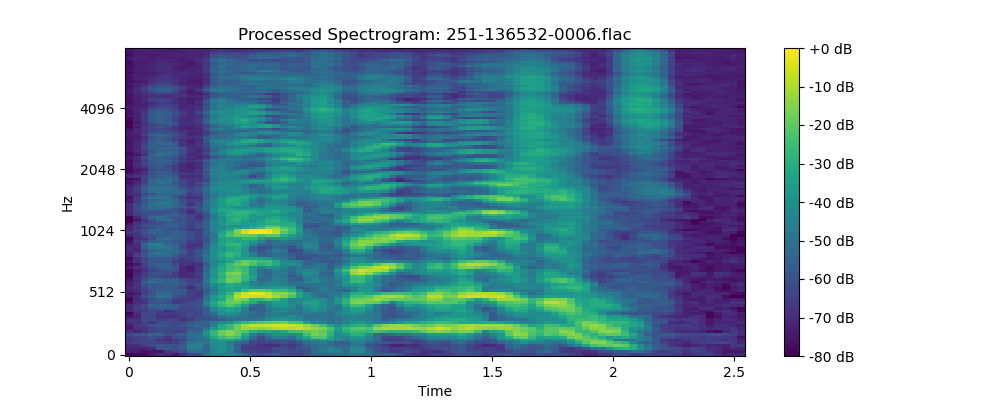 Processed Spectrogram: 251-136532-0006.flac
+0 dB
4096
-10 dB
-20 dB
2048
-30 dB
Hz
1024
-40 dB
-50 dB
512
-60 dB
-70 dB
0
-80 dB
0 0.5 1 1.5 2 2.5
Time